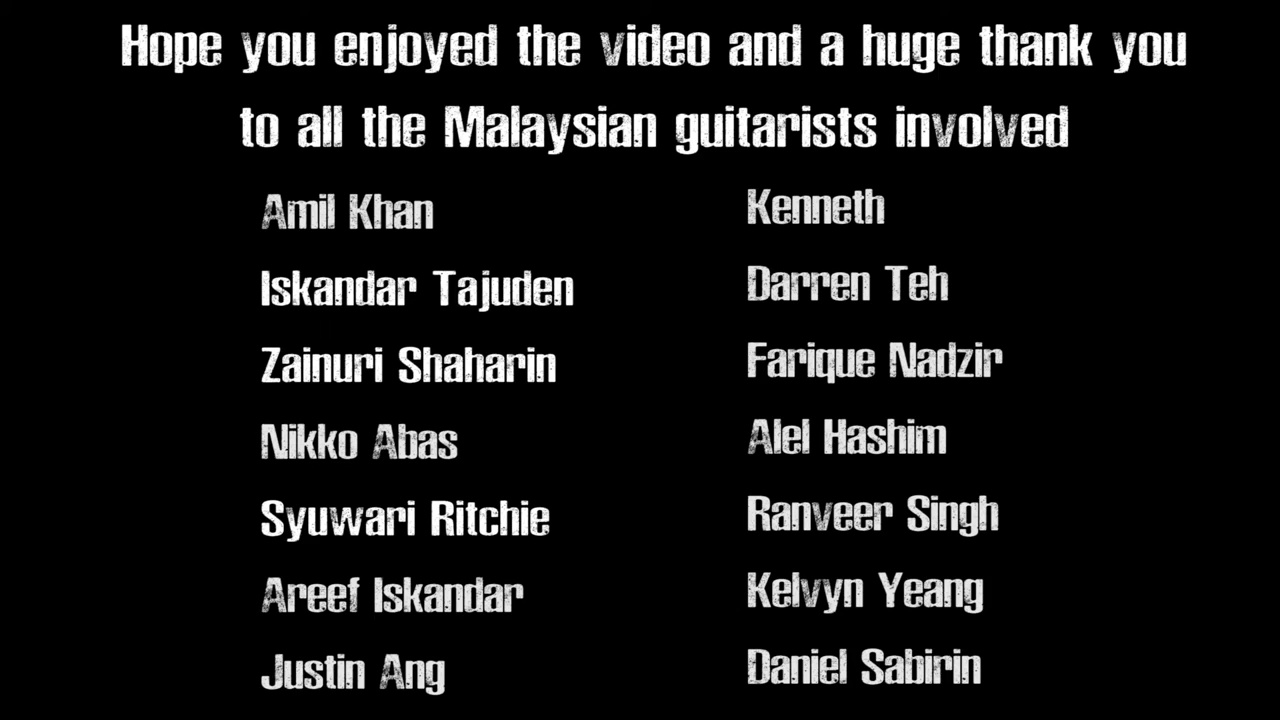 Hope you enjoyed the video and a huge thank you
to all the Malaysian guitarists involved
Amil Khan
Iskandar Tajuden
Zainuri Shaharin
Nikko Abas
Syuwari Ritchie
Areef Iskandar
Justin Ang
Kenneth
Darren Teh
Farique Nadzir
Alel Hashim
Ranveer Singh
Kelvyn Yeang
Daniel Sabirin